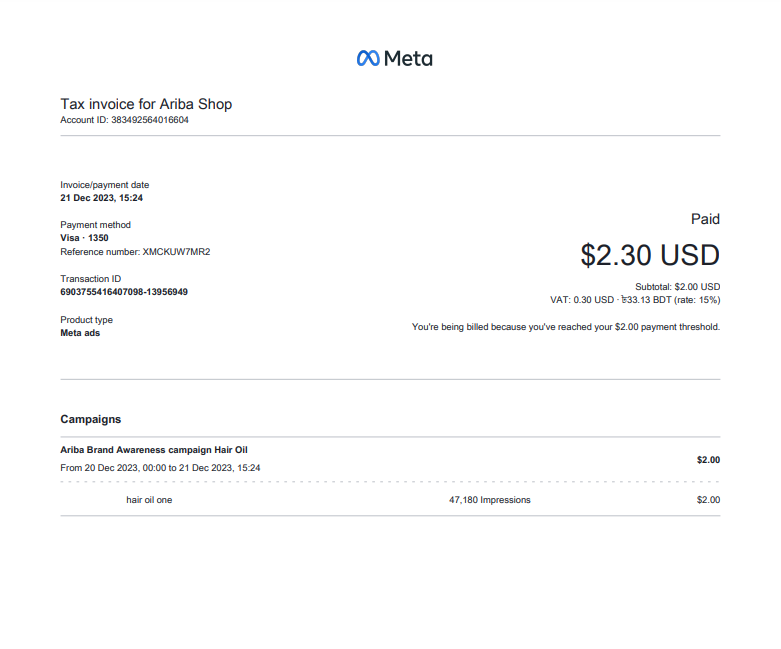 Meta
Tax invoice for Ariba Shop
Account ID: 383492564016604
Invoice/payment date
21 Dec 2023, 15:24
Payment method
Visa · 1350
Reference number: XMCKUW7MR2
Transaction ID
6903755416407098-13956949
Product type
Meta ads
Paid
$2.30 USD
Subtotal: $2.00 USD
VAT: 0.30 USD · ৳33.13 BDT (rate: 15%)
You're being billed because you've reached your $2.00 payment threshold.
Campaigns
Ariba Brand Awareness campaign Hair Oil
From 20 Dec 2023, 00:00 to 21 Dec 2023, 15:24
$2.00
hair oil one 47,180 Impressions $2.00